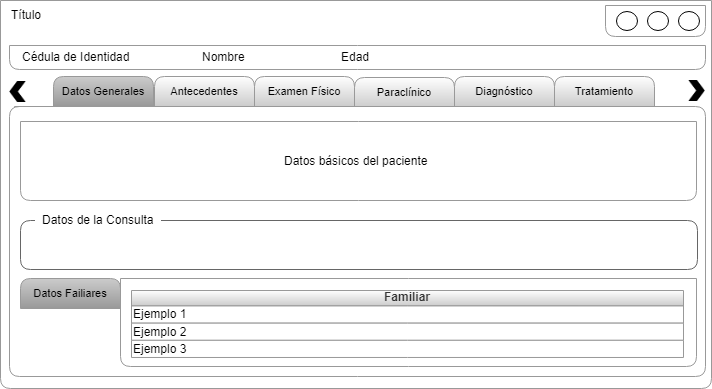 Título
Cédula de Identidad Nombre Edad
Datos Generales Antecedentes Examen Físico Paraclínico Diagnóstico Tratamiento
Datos básicos del paciente
Datos de la Consulta
Datos Failiares
Familiar
Ejemplo 1
Ejemplo 2
Ejemplo 3